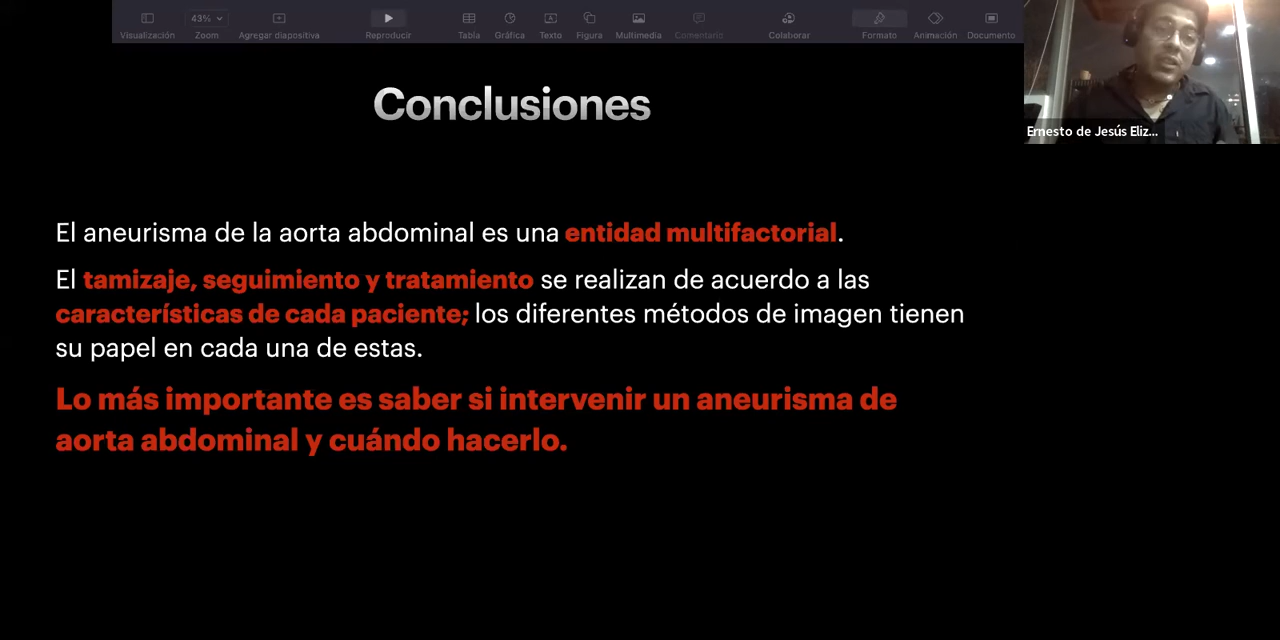 Visualización
43%
Zoom
Agregar diapositiva
Reproducir
Tabla
Gráfica
Texto
Figura
Multimedia
Comentario
Colaborar
Formato
Animación
Documento
Ernesto de Jesús Eliz...
Conclusiones
El aneurisma de la aorta abdominal es una entidad multifactorial.
El tamizaje, seguimiento y tratamiento se realizan de acuerdo a las
características de cada paciente; los diferentes métodos de imagen tienen
su papel en cada una de estas.
Lo más importante es saber si intervenir un aneurisma de
aorta abdominal y cuándo hacerlo.